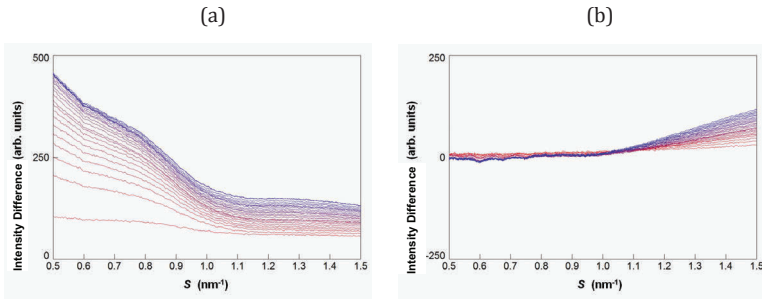 (a)
(b)
500
250
0
Intensity Difference (arb. units)
0.5 0.6 0.7 0.8 0.9 1.0 1.1 1.2 1.3 1.4 1.5
S (nm⁻¹)
250
0
-250
Intensity Difference (arb. units)
0.5 0.6 0.7 0.8 0.9 1.0 1.1 1.2 1.3 1.4 1.5
S (nm⁻¹)